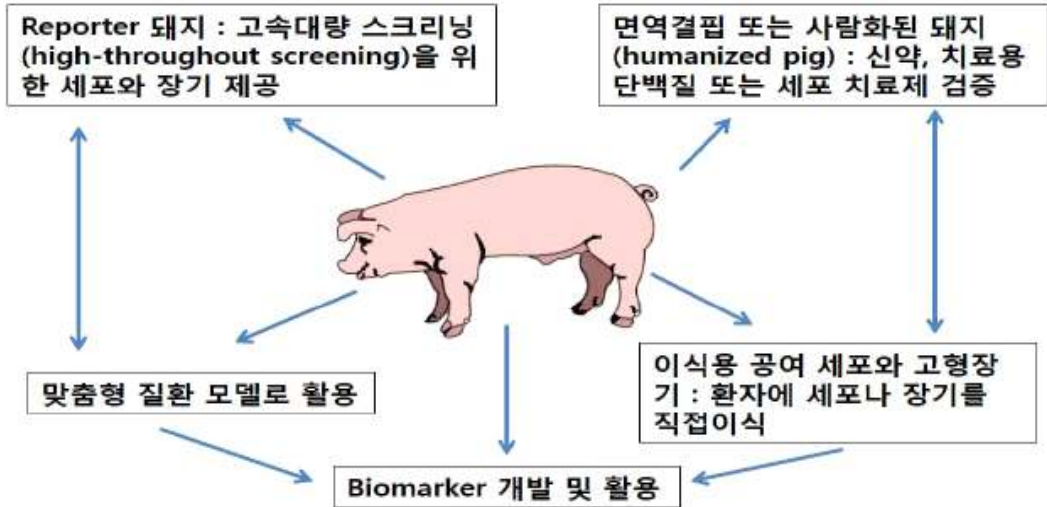 Reporter 돼지 : 고속대량 스크리닝
(high-throughout screening)을 위
한 세포와 장기 제공
면역결핍 또는 사람화된 돼지
(humanized pig) : 신약, 치료용
단백질 또는 세포 치료제 검증
맞춤형 질환 모델로 활용
이식용 공여 세포와 고형장
기 : 환자에 세포나 장기를
직접이식
Biomarker 개발 및 활용